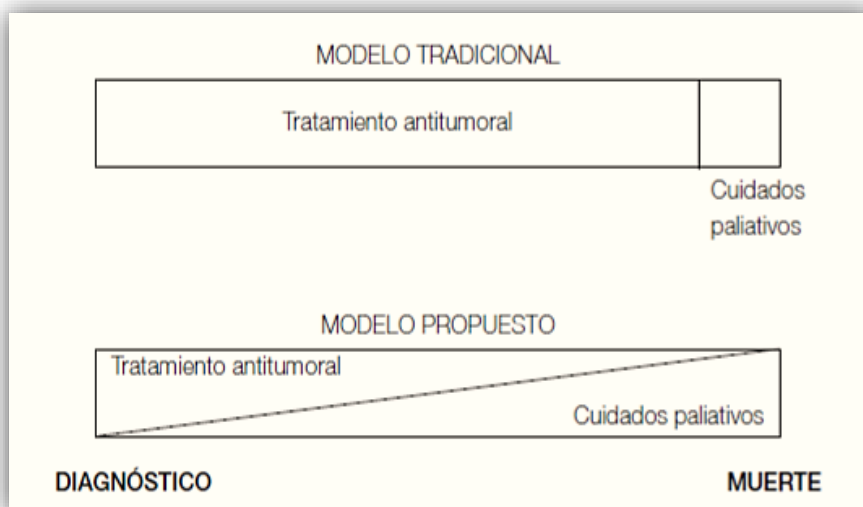 MODELO TRADICIONAL
Tratamiento antitumoral
Cuidados
paliativos
MODELO PROPUESTO
Tratamiento antitumoral
Cuidados paliativos
DIAGNÓSTICO
MUERTE